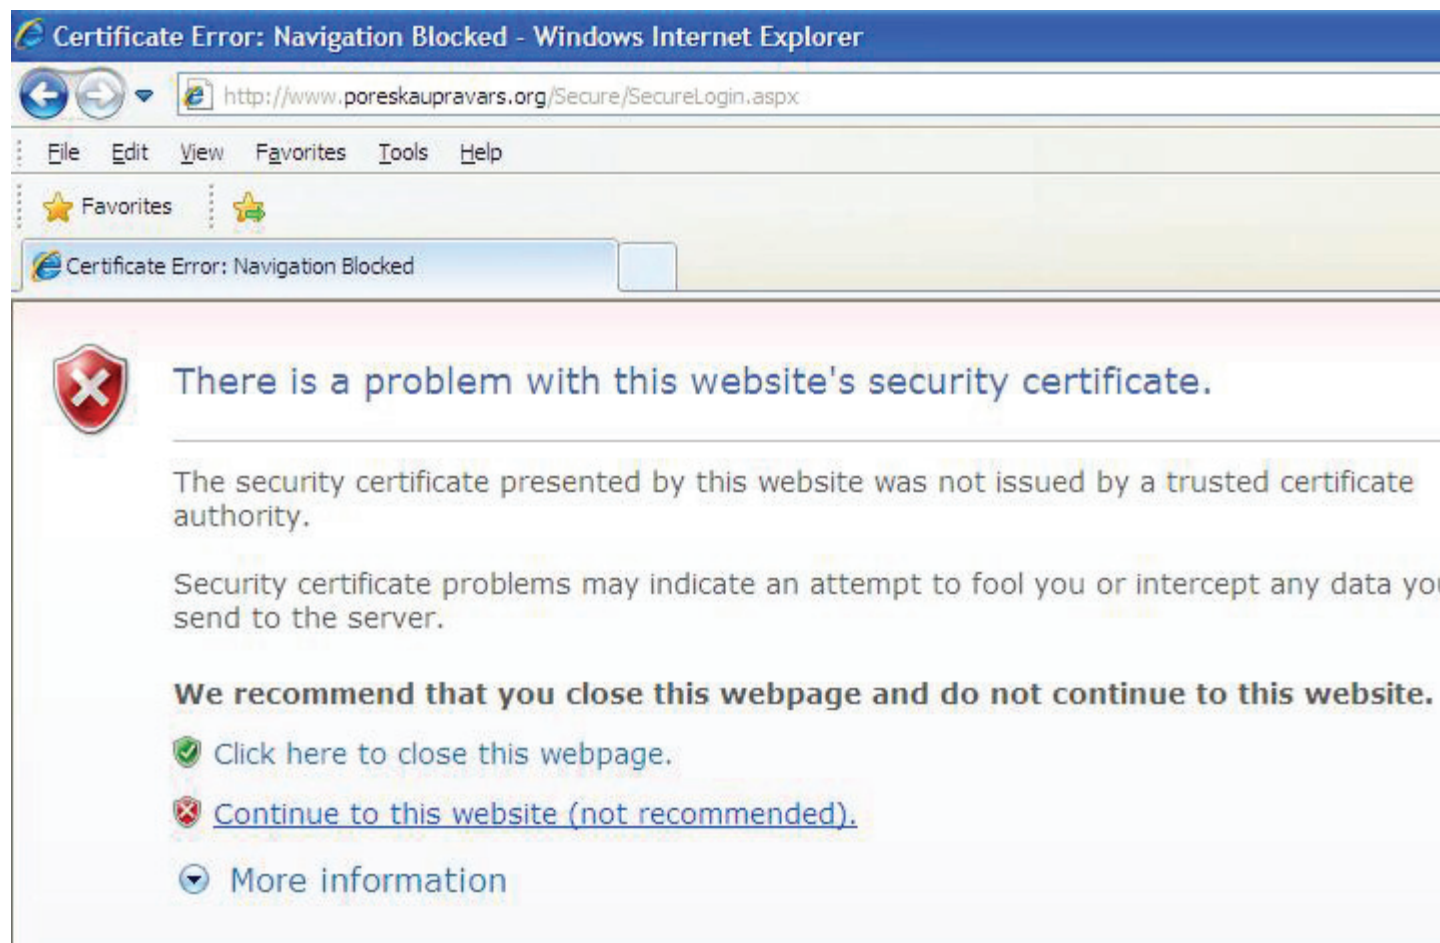 Certificate Error: Navigation Blocked - Windows Internet Explorer
http://www.poreskaupravars.org/Secure/SecureLogin.aspx
File Edit View Favorites Tools Help
Favorites
Certificate Error: Navigation Blocked
There is a problem with this website's security certificate.
The security certificate presented by this website was not issued by a trusted certificate
authority.
Security certificate problems may indicate an attempt to fool you or intercept any data
send to the server.
We recommend that you close this webpage and do not continue to this website.
Click here to close this webpage.
Continue to this website (not recommended).
More information